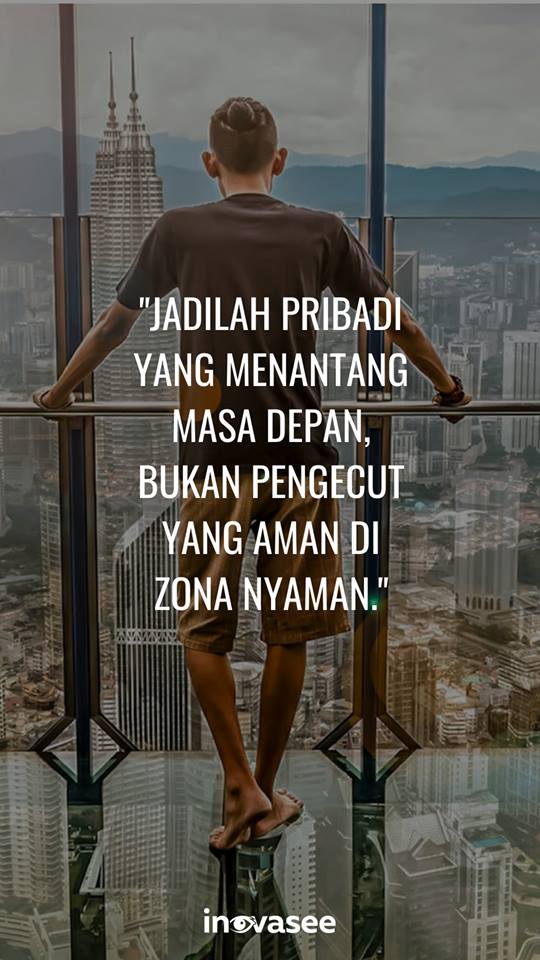 "JADILAH PRIBADI
YANG MENANTANG
MASA DEPAN,
BUKAN PENGECUT
YANG AMAN DI
ZONA NYAMAN."
inovasee